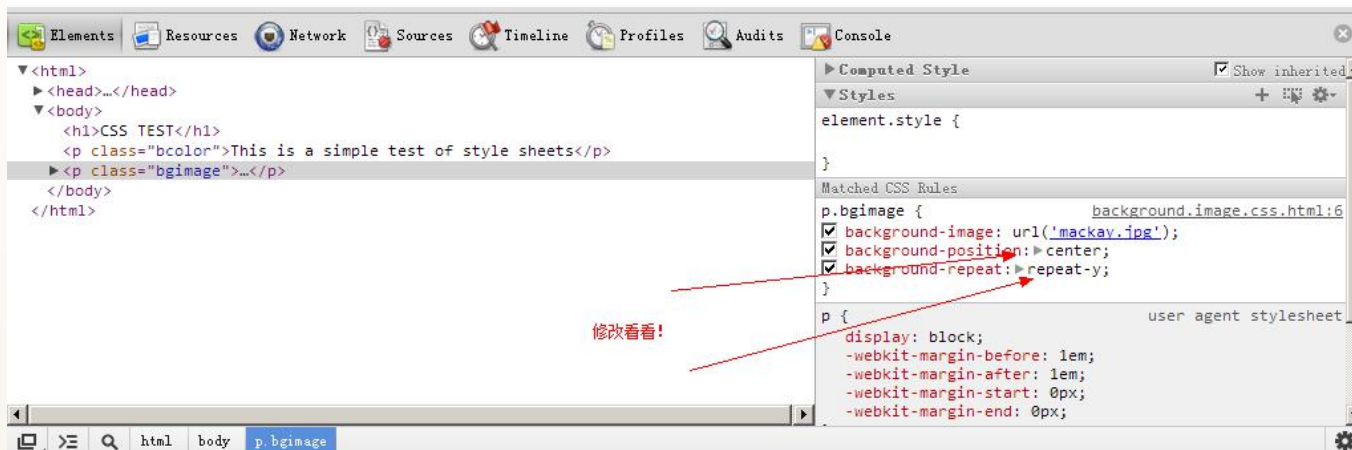 Elements Resources Network Sources Timeline Profiles Audits Console
▼<html>
▶<head>…</head>
▼<body>
<h1>CSS TEST</h1>
<p class="bcolor">This is a simple test of style sheets</p>
▶<p class="bgimage">…</p>
</body>
</html>
▶Computed Style Show inherited
▼Styles
element.style {
}
Matched CSS Rules
p.bgimage { background.image.css.html:6
background-image: url('mackay.jpg');
background-position:▶center;
background-repeat:▶repeat-y;
}
修改看看!
p { user agent stylesheet
display: block;
-webkit-margin-before: 1em;
-webkit-margin-after: 1em;
-webkit-margin-start: 0px;
-webkit-margin-end: 0px;
html body p.bgimage